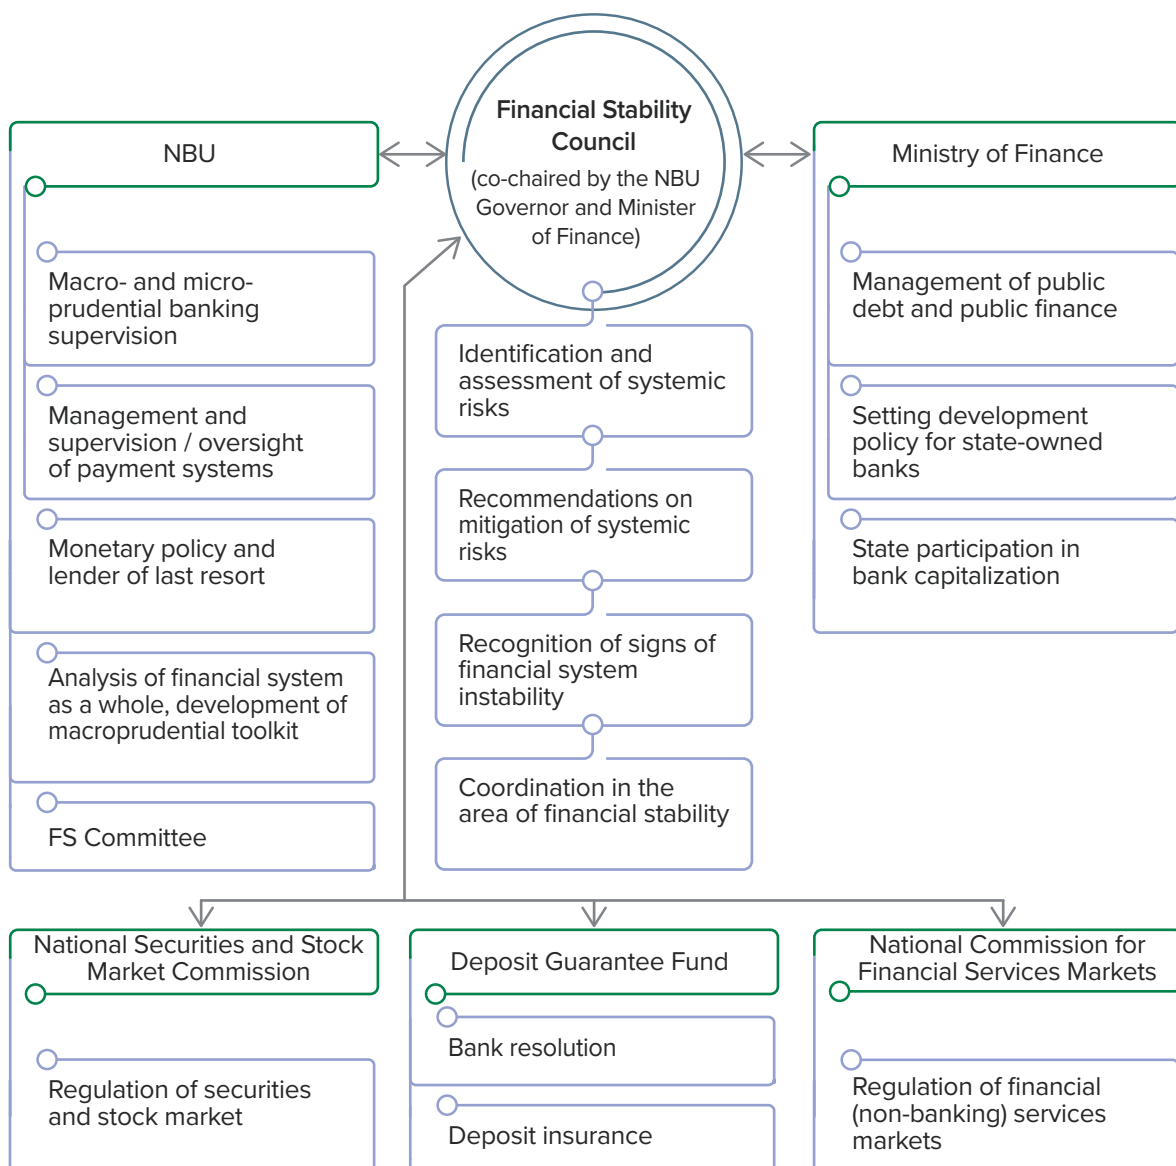 Financial Stability
Council
(co-chaired by the NBU
Governor and Minister
of Finance)
NBU
Macro- and micro-
prudential banking
supervision
Management and
supervision / oversight
of payment systems
Monetary policy and
lender of last resort
Analysis of financial system
as a whole, development of
macroprudential toolkit
FS Committee
Identification and
assessment of systemic
risks
Recommendations on
mitigation of systemic
risks
Recognition of signs of
financial system
instability
Coordination in the
area of financial stability
Ministry of Finance
Management of public
debt and public finance
Setting development
policy for state-owned
banks
State participation in
bank capitalization
National Securities and Stock
Market Commission
Regulation of securities
and stock market
Deposit Guarantee Fund
Bank resolution
Deposit insurance
National Commission for
Financial Services Markets
Regulation of financial
(non-banking) services
markets